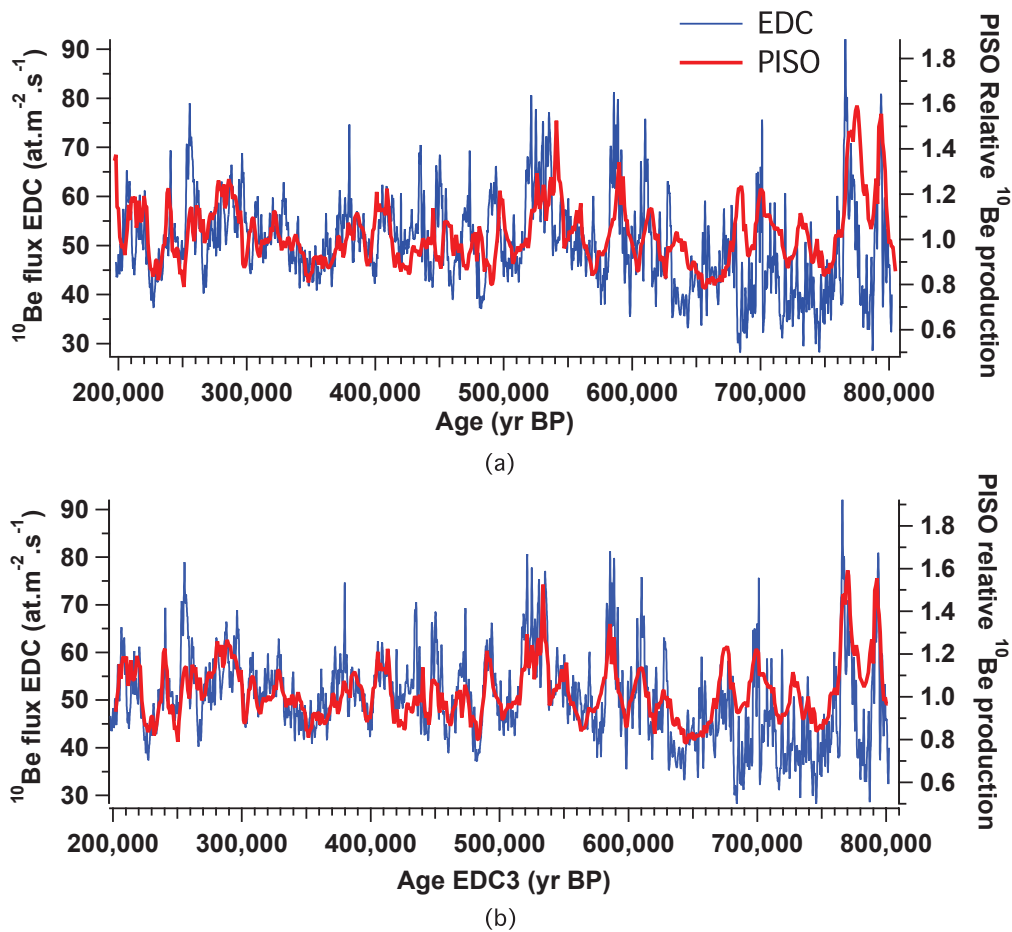 EDC
PISO
¹⁰Be flux EDC (at.m⁻².s⁻¹)
90
80
70
60
50
40
30
1.8
1.6
1.4
1.2
1.0
0.8
0.6
PISO Relative ¹⁰Be production
200,000 300,000 400,000 500,000 600,000 700,000 800,000
Age (yr BP)
(a)
¹⁰Be flux EDC (at.m⁻².s⁻¹)
90
80
70
60
50
40
30
1.8
1.6
1.4
1.2
1.0
0.8
0.6
PISO relative ¹⁰Be production
200,000 300,000 400,000 500,000 600,000 700,000 800,000
Age EDC3 (yr BP)
(b)